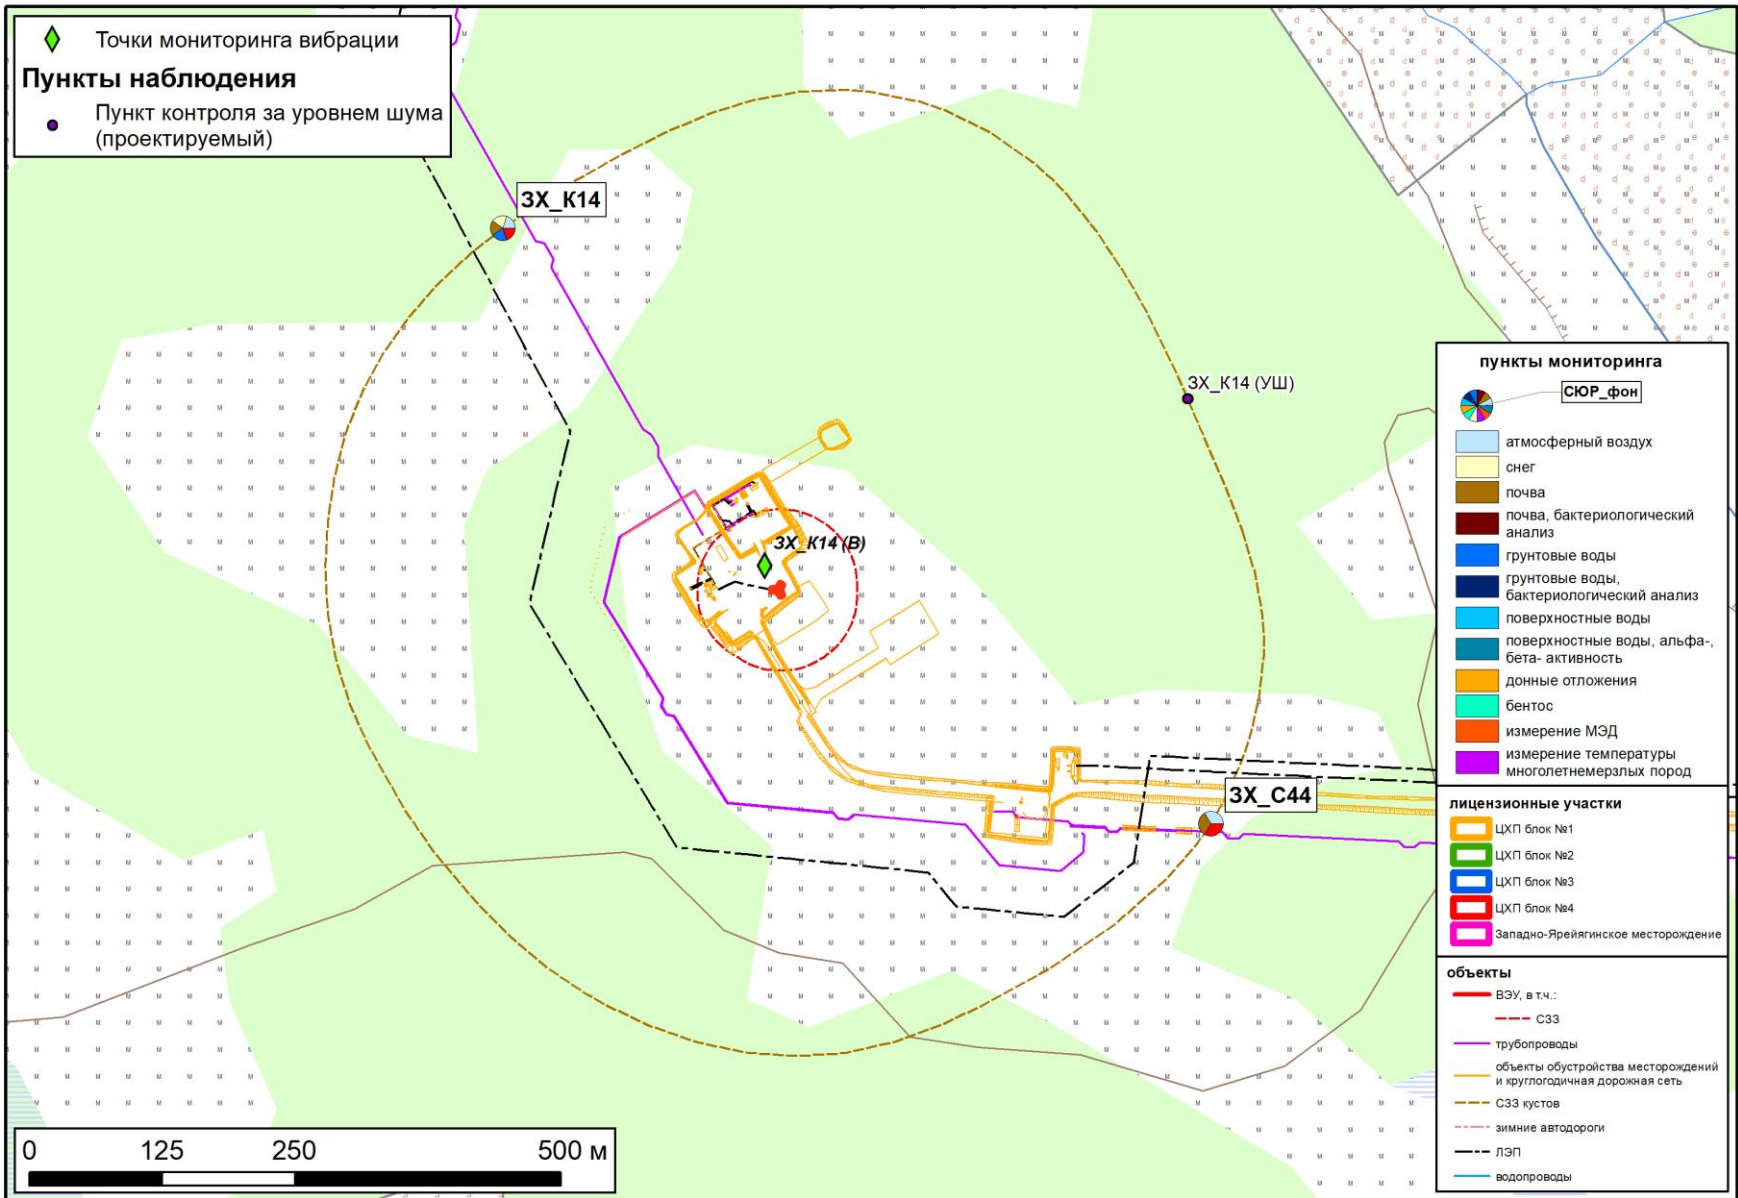 Точки мониторинга вибрации
Пункты наблюдения
Пункт контроля за уровнем шума
(проектируемый)
ЗХ_К14
ЗХ_К14 (УШ)
ЗХ_К14 (В)
ЗХ_С44
пункты мониторинга
СЮР_фон
атмосферный воздух
снег
почва
почва, бактериологический
анализ
грунтовые воды
грунтовые воды,
бактериологический анализ
поверхностные воды
поверхностные воды, альфа-,
бета- активность
донные отложения
бентос
измерение МЭД
измерение температуры
многолетнемерзлых пород
лицензионные участки
ЦХП блок №1
ЦХП блок №2
ЦХП блок №3
ЦХП блок №4
Западно-Ярейягинское месторождение
объекты
ВЭУ, в т.ч.:
СЗЗ
трубопроводы
объекты обустройства месторождений
и круглогодичная дорожная сеть
СЗЗ кустов
зимние автодороги
ЛЭП
водопроводы
0 125 250 500 м